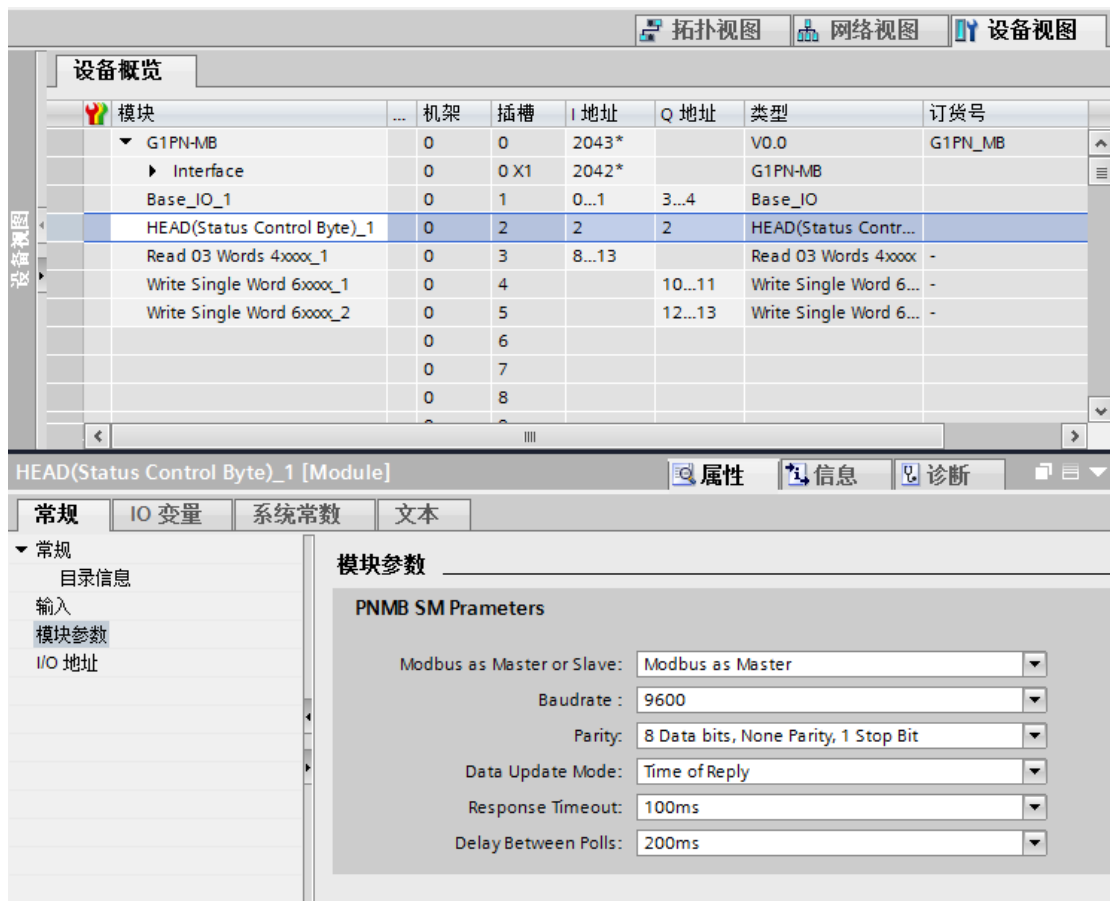 拓扑视图 网络视图 设备视图
设备概览
模块 ... 机架 插槽 I 地址 Q 地址 类型 订货号
G1PN-MB 0 0 2043* V0.0 G1PN_MB
Interface 0 0 X1 2042* G1PN-MB
Base_IO_1 0 1 0...1 3...4 Base_IO
HEAD(Status Control Byte)_1 0 2 2 2 HEAD(Status Contr...
Read 03 Words 4xxxx_1 0 3 8...13 Read 03 Words 4xxxx -
Write Single Word 6xxxx_1 0 4 10...11 Write Single Word 6... -
Write Single Word 6xxxx_2 0 5 12...13 Write Single Word 6... -
0 6
0 7
0 8
设备视图
HEAD(Status Control Byte)_1 [Module] 属性 信息 诊断
常规 IO 变量 系统常数 文本
常规
目录信息
输入
模块参数
I/O 地址
模块参数
PNMB SM Prameters
Modbus as Master or Slave: Modbus as Master
Baudrate : 9600
Parity: 8 Data bits, None Parity, 1 Stop Bit
Data Update Mode: Time of Reply
Response Timeout: 100ms
Delay Between Polls: 200ms